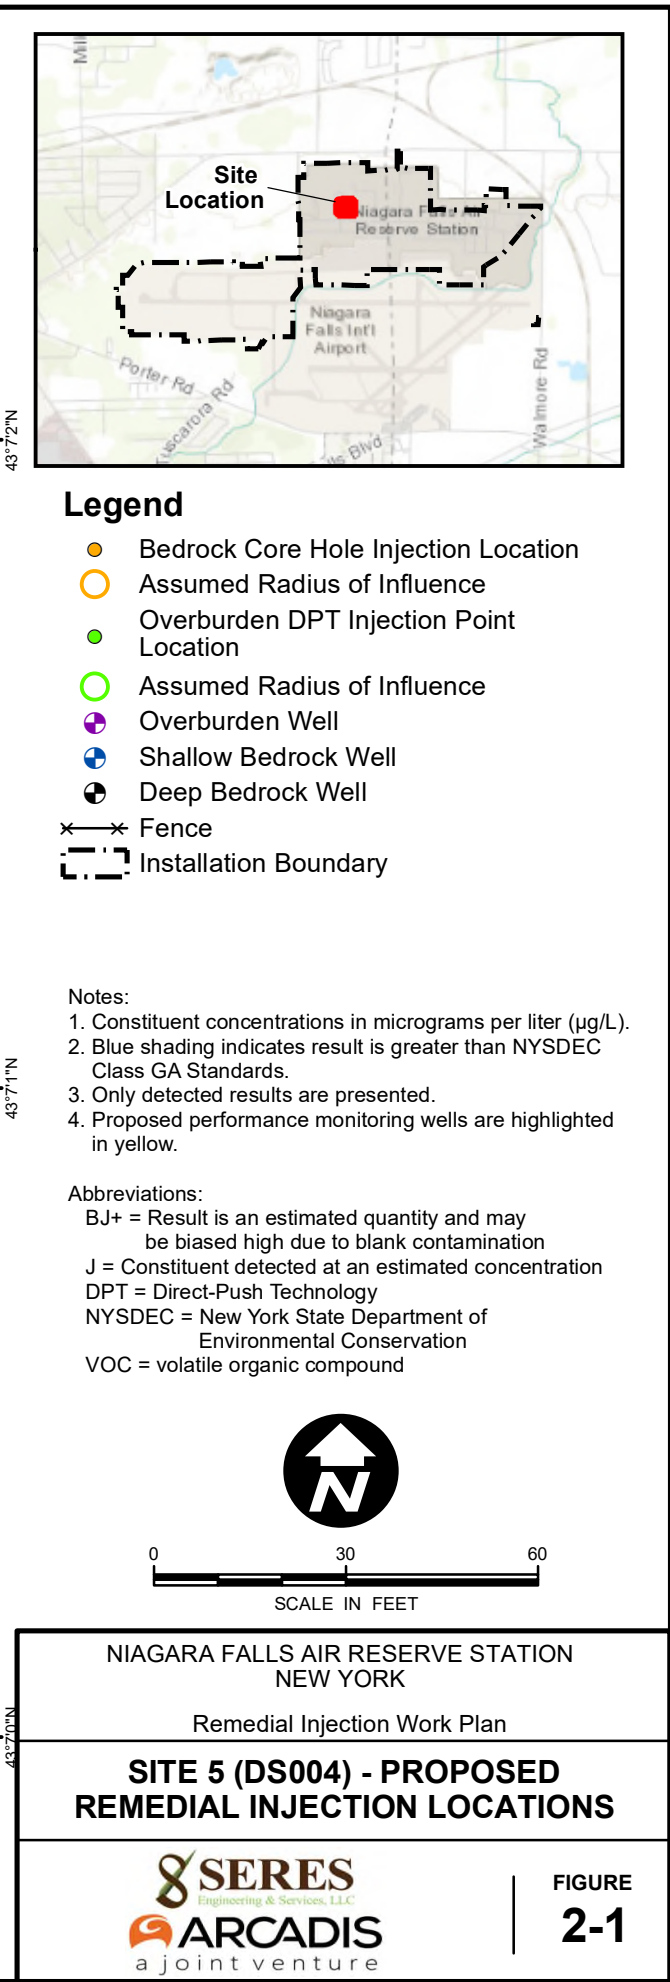 Mil
Site
Location
Niagara Falls Air
Reserve Station
Niagara
Falls Int'l
Airport
Porter Rd
Tuscarora Rd
lls Blvd
Walmore Rd
43°7'2"N
Legend
Bedrock Core Hole Injection Location
Assumed Radius of Influence
Overburden DPT Injection Point
Location
Assumed Radius of Influence
Overburden Well
Shallow Bedrock Well
Deep Bedrock Well
Fence
Installation Boundary
Notes:
1. Constituent concentrations in micrograms per liter (µg/L).
2. Blue shading indicates result is greater than NYSDEC
Class GA Standards.
3. Only detected results are presented.
4. Proposed performance monitoring wells are highlighted
in yellow.
43°7'1"N
Abbreviations:
BJ+ = Result is an estimated quantity and may
be biased high due to blank contamination
J = Constituent detected at an estimated concentration
DPT = Direct-Push Technology
NYSDEC = New York State Department of
Environmental Conservation
VOC = volatile organic compound
N
0 30 60
SCALE IN FEET
NIAGARA FALLS AIR RESERVE STATION
NEW YORK
Remedial Injection Work Plan
43°7'0"N
SITE 5 (DS004) - PROPOSED
REMEDIAL INJECTION LOCATIONS
SERES
Engineering & Services, LLC
ARCADIS
a joint venture
FIGURE
2-1